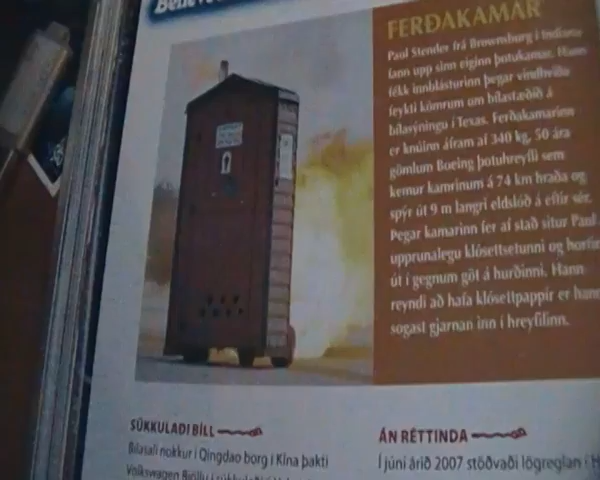 FERÐAKAMAR
Paul Stender frá Brownsburg í Indiana
fann upp sinn eiginn þotukamar. Hann
fékk innblásturinn þegar vindhviða
feykti kömrum um bílastæðið á
bílasýningu í Texas. Ferðakamarinn
er knúinn áfram af 340 kg, 50 ára
gömlum Boeing þotuhreyfli sem
kemur kamrinum á 74 km hraða og
spýr út 9 m langri eldslóð á eftir sér.
Þegar kamarinn fer af stað situr Paul
upprunalegu klósettsetunni og horfir
út í gegnum göt á hurðinni. Hann
reyndi að hafa klósettpappír er hann
sogast gjarnan inn í hreyfilinn.
SÚKKULAÐI BÍLL
Bílasali nokkur í Qingdao borg í Kína þakti
Volkswagen Bjöllu í
ÁN RÉTTINDA
Í júní árið 2007 stöðvaði lögreglan í